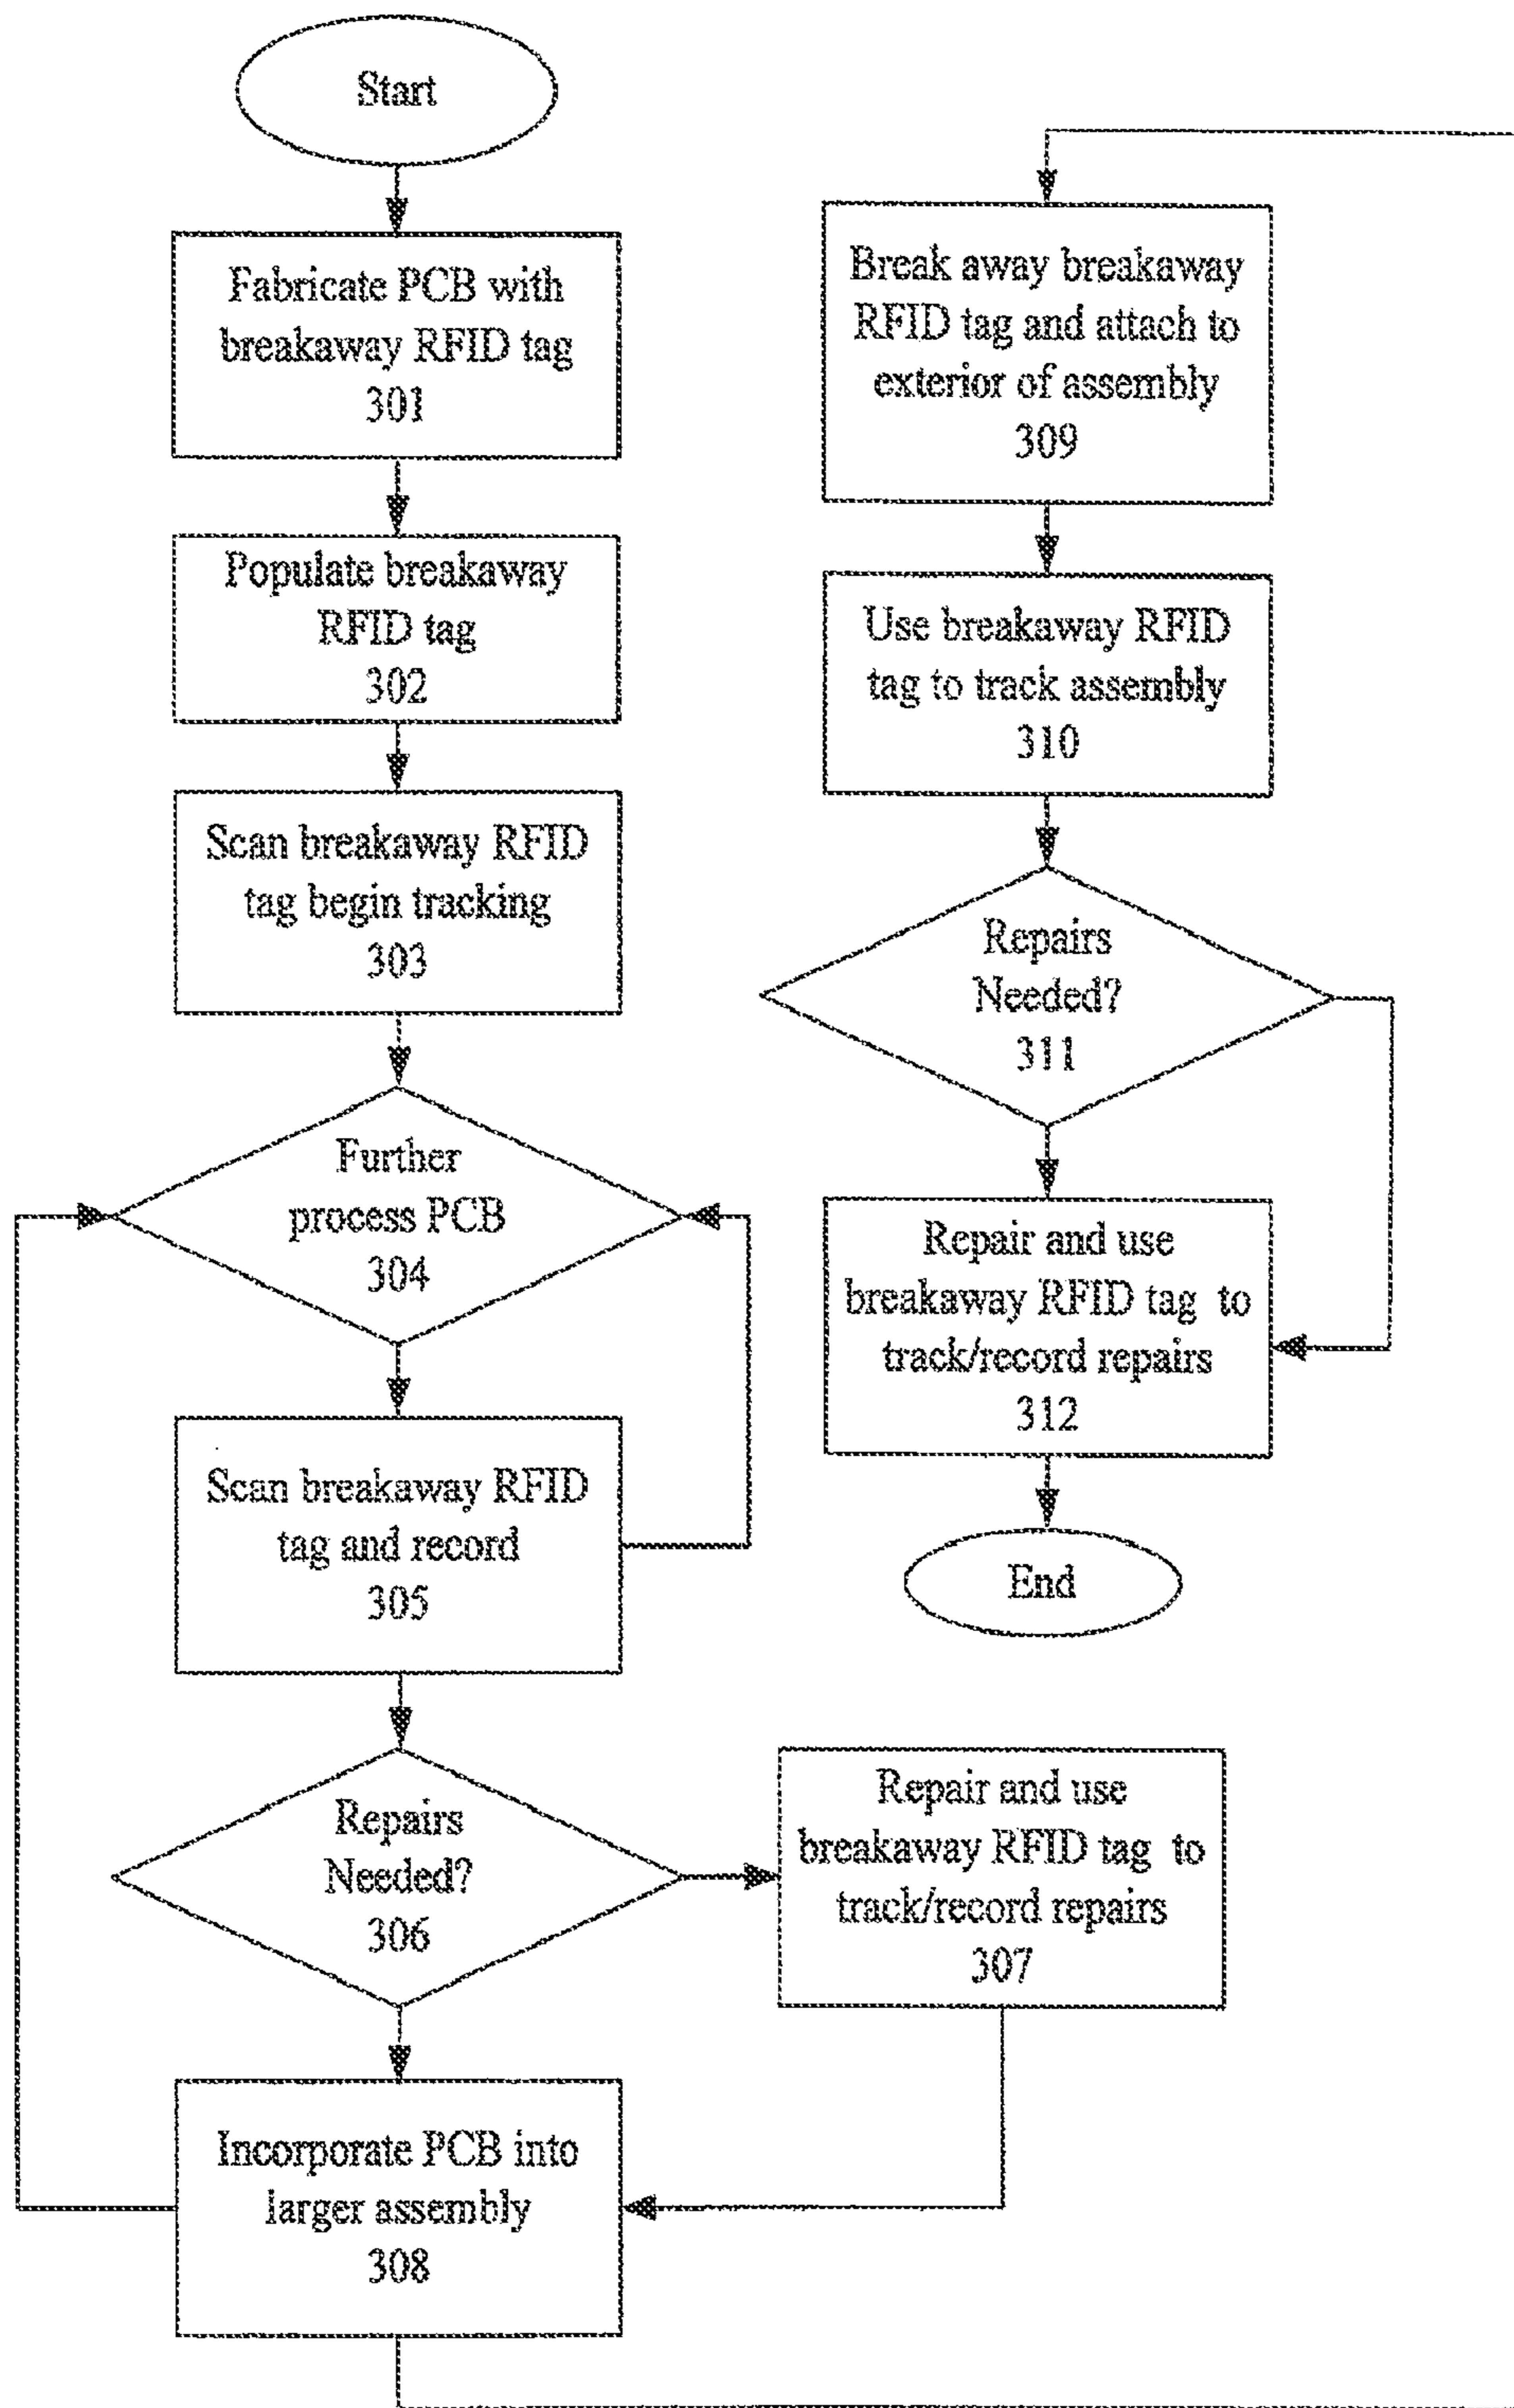 Start
Fabricate PCB with
breakaway RFID tag
301
Populate breakaway
RFID tag
302
Scan breakaway RFID
tag begin tracking
303
Further
process PCB
304
Scan breakaway RFID
tag and record
305
Repairs
Needed?
306
Repair and use
breakaway RFID tag to
track/record repairs
307
Incorporate PCB into
larger assembly
308
Break away breakaway
RFID tag and attach to
exterior of assembly
309
Use breakaway RFID
tag to track assembly
310
Repairs
Needed?
311
Repair and use
breakaway RFID tag to
track/record repairs
312
End